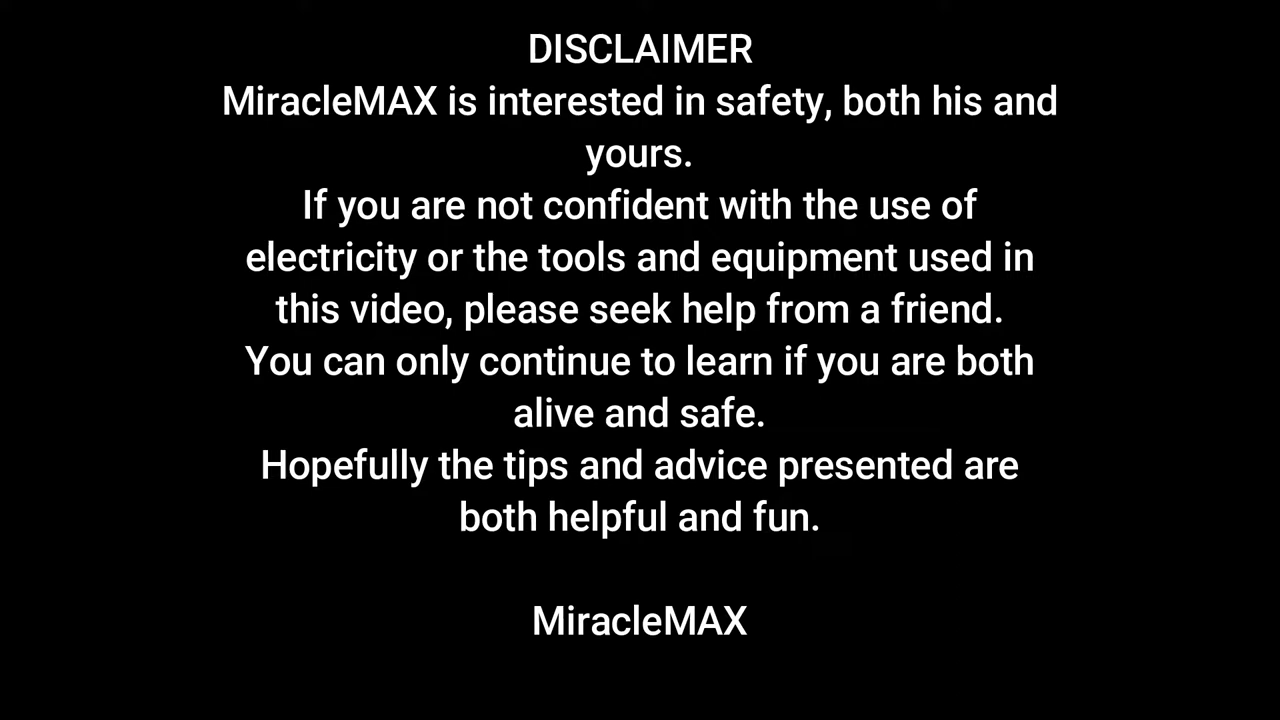 DISCLAIMER
MiracleMAX is interested in safety, both his and
yours.
If you are not confident with the use of
electricity or the tools and equipment used in
this video, please seek help from a friend.
You can only continue to learn if you are both
alive and safe.
Hopefully the tips and advice presented are
both helpful and fun.
MiracleMAX